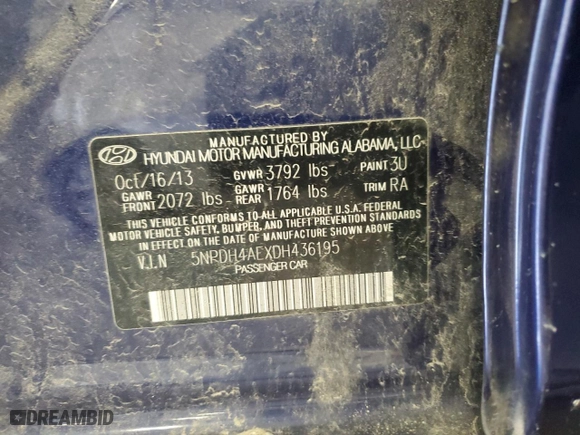 MANUFACTURED BY
HYUNDAI MOTOR MANUFACTURING ALABAMA, LLC
Oct/16/13 GVWR 3792 lbs PAINT 3U
GAWR FRONT 2072 lbs GAWR REAR 1764 lbs TRIM RA
THIS VEHICLE CONFORMS TO ALL APPLICABLE U.S.A. FEDERAL
MOTOR VEHICLE SAFETY, BUMPER, AND THEFT PREVENTION STANDARDS
IN EFFECT ON THE DATE OF MANUFACTURE SHOWN ABOVE.
V.I.N 5NPDH4AEXDH436195
PASSENGER CAR
DREAMBID